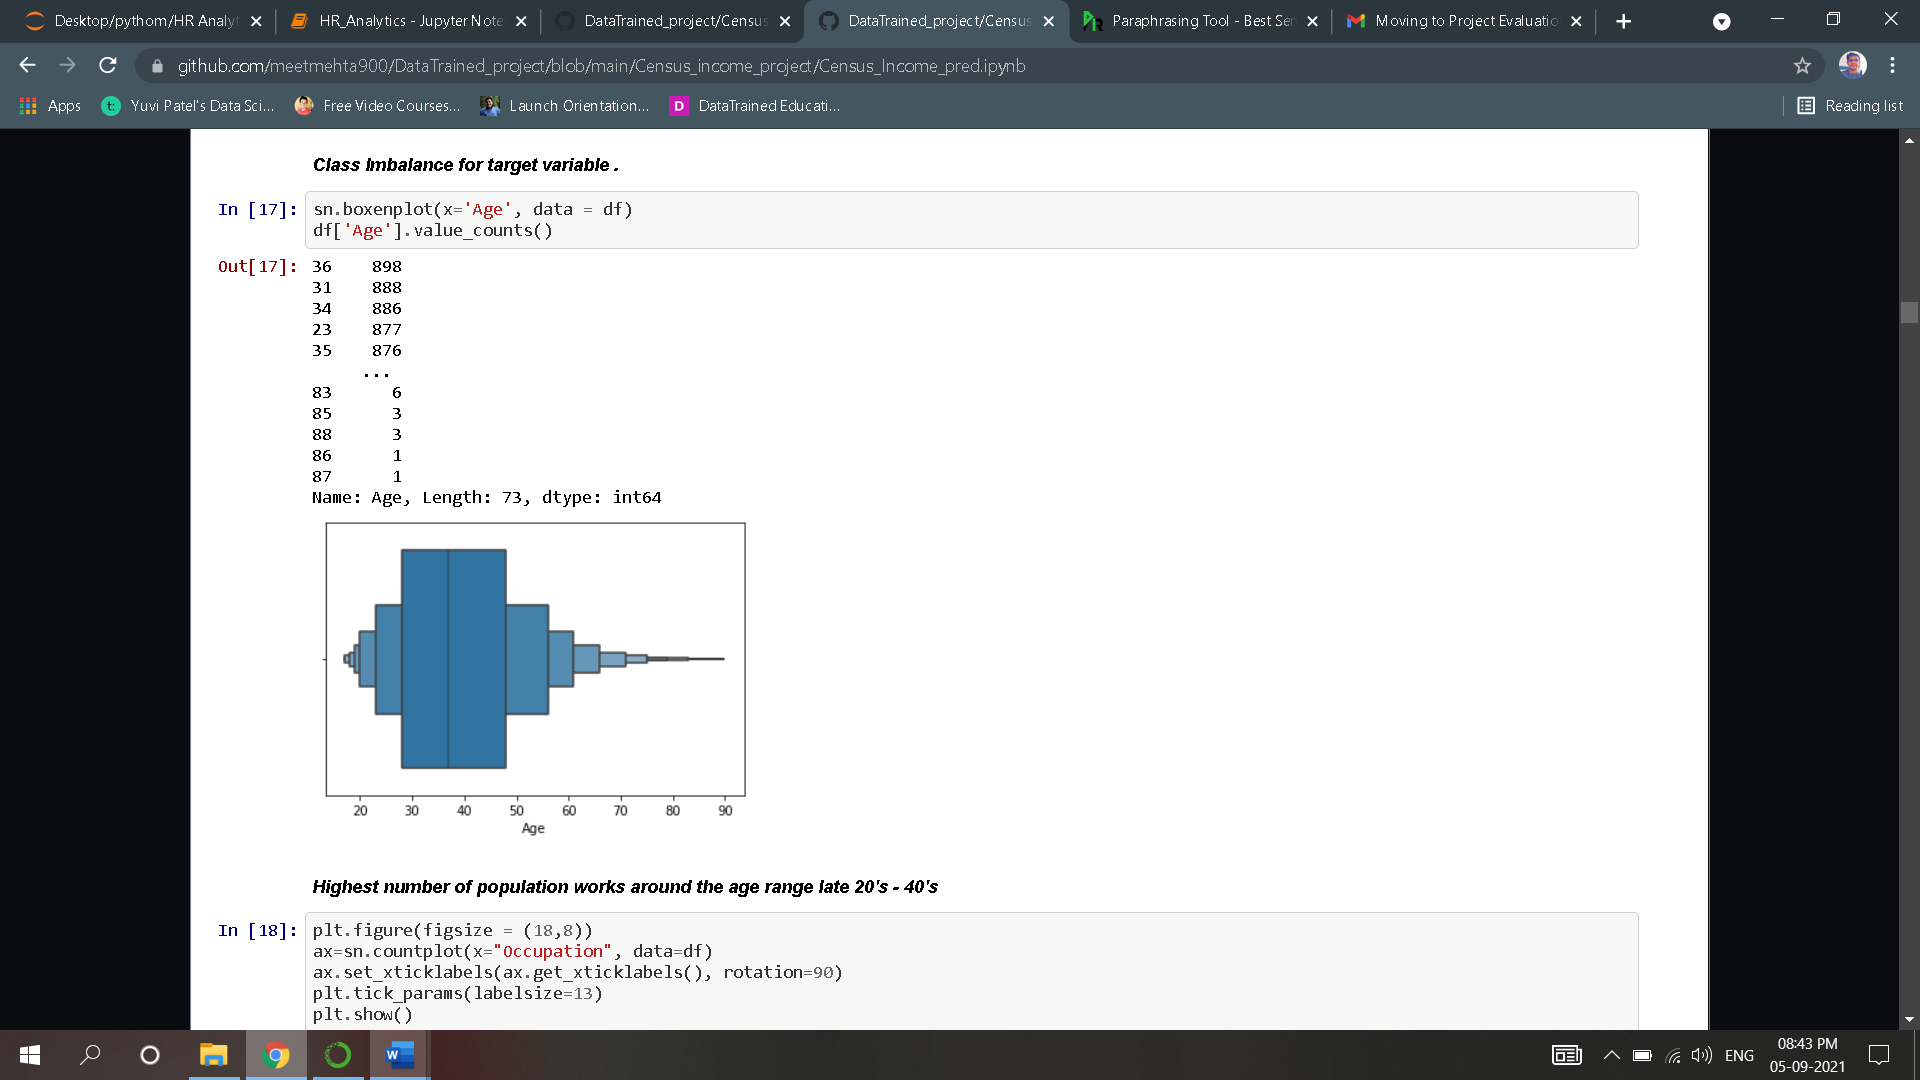 Desktop/pythom/HR Analyt
HR_Analytics - Jupyter Note
DataTrained_project/Census
DataTrained_project/Census
Paraphrasing Tool - Best Sen
Moving to Project Evaluatio
github.com/meetmehta900/DataTrained_project/blob/main/Census_income_project/Census_Income_pred.ipynb
Apps
Yuvi Patel's Data Sci...
Free Video Courses...
Launch Orientation...
D DataTrained Educati...
Reading list
Class Imbalance for target variable .
In [17]: sn.boxenplot(x='Age', data = df)
df['Age'].value_counts()
Out[17]: 36 898
31 888
34 886
23 877
35 876
...
83 6
85 3
88 3
86 1
87 1
Name: Age, Length: 73, dtype: int64
20 30 40 50 60 70 80 90
Age
Highest number of population works around the age range late 20's - 40's
In [18]: plt.figure(figsize = (18,8))
ax=sn.countplot(x="Occupation", data=df)
ax.set_xticklabels(ax.get_xticklabels(), rotation=90)
plt.tick_params(labelsize=13)
plt.show()
ENG
08:43 PM
05-09-2021